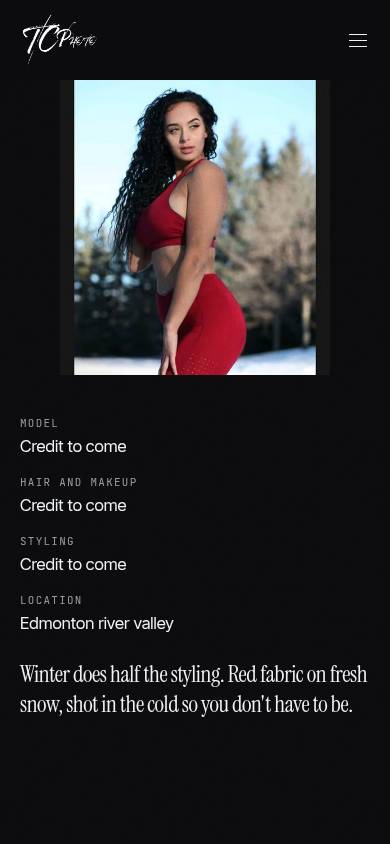 TCPHOTO
MODEL
Credit to come
HAIR AND MAKEUP
Credit to come
STYLING
Credit to come
LOCATION
Edmonton river valley
Winter does half the styling. Red fabric on fresh
snow, shot in the cold so you don't have to be.